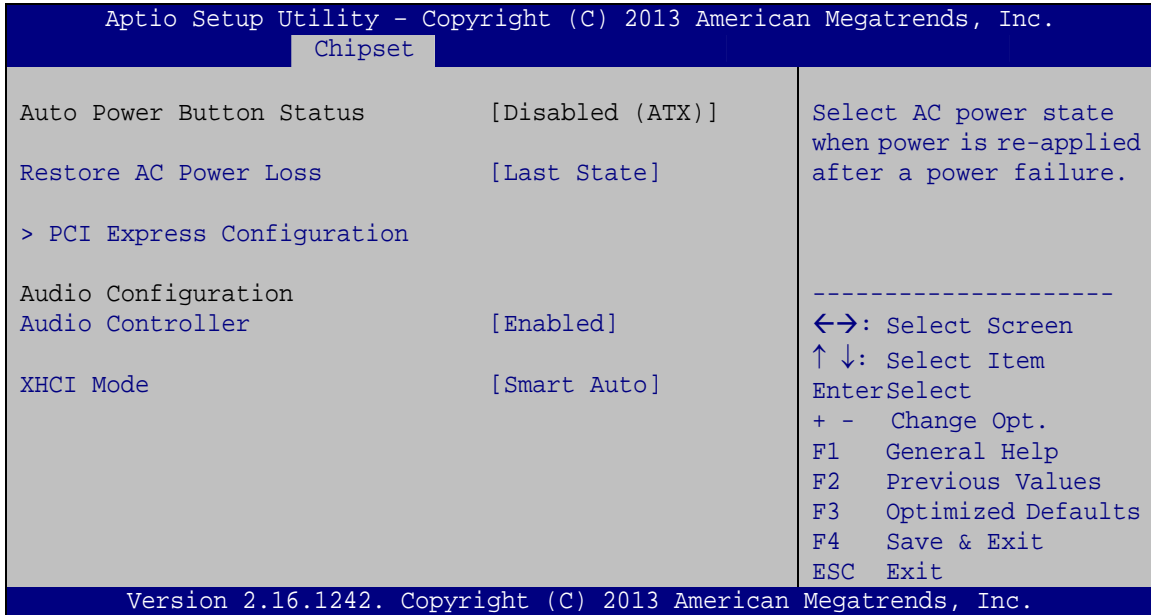 Aptio Setup Utility – Copyright (C) 2013 American Megatrends, Inc.
Chipset
Auto Power Button Status [Disabled (ATX)]
Restore AC Power Loss [Last State]
> PCI Express Configuration
Audio Configuration
Audio Controller [Enabled]
XHCI Mode [Smart Auto]
Select AC power state
when power is re-applied
after a power failure.
---------------------
←→: Select Screen
↑ ↓: Select Item
EnterSelect
+ - Change Opt.
F1 General Help
F2 Previous Values
F3 Optimized Defaults
F4 Save & Exit
ESC Exit
Version 2.16.1242. Copyright (C) 2013 American Megatrends, Inc.